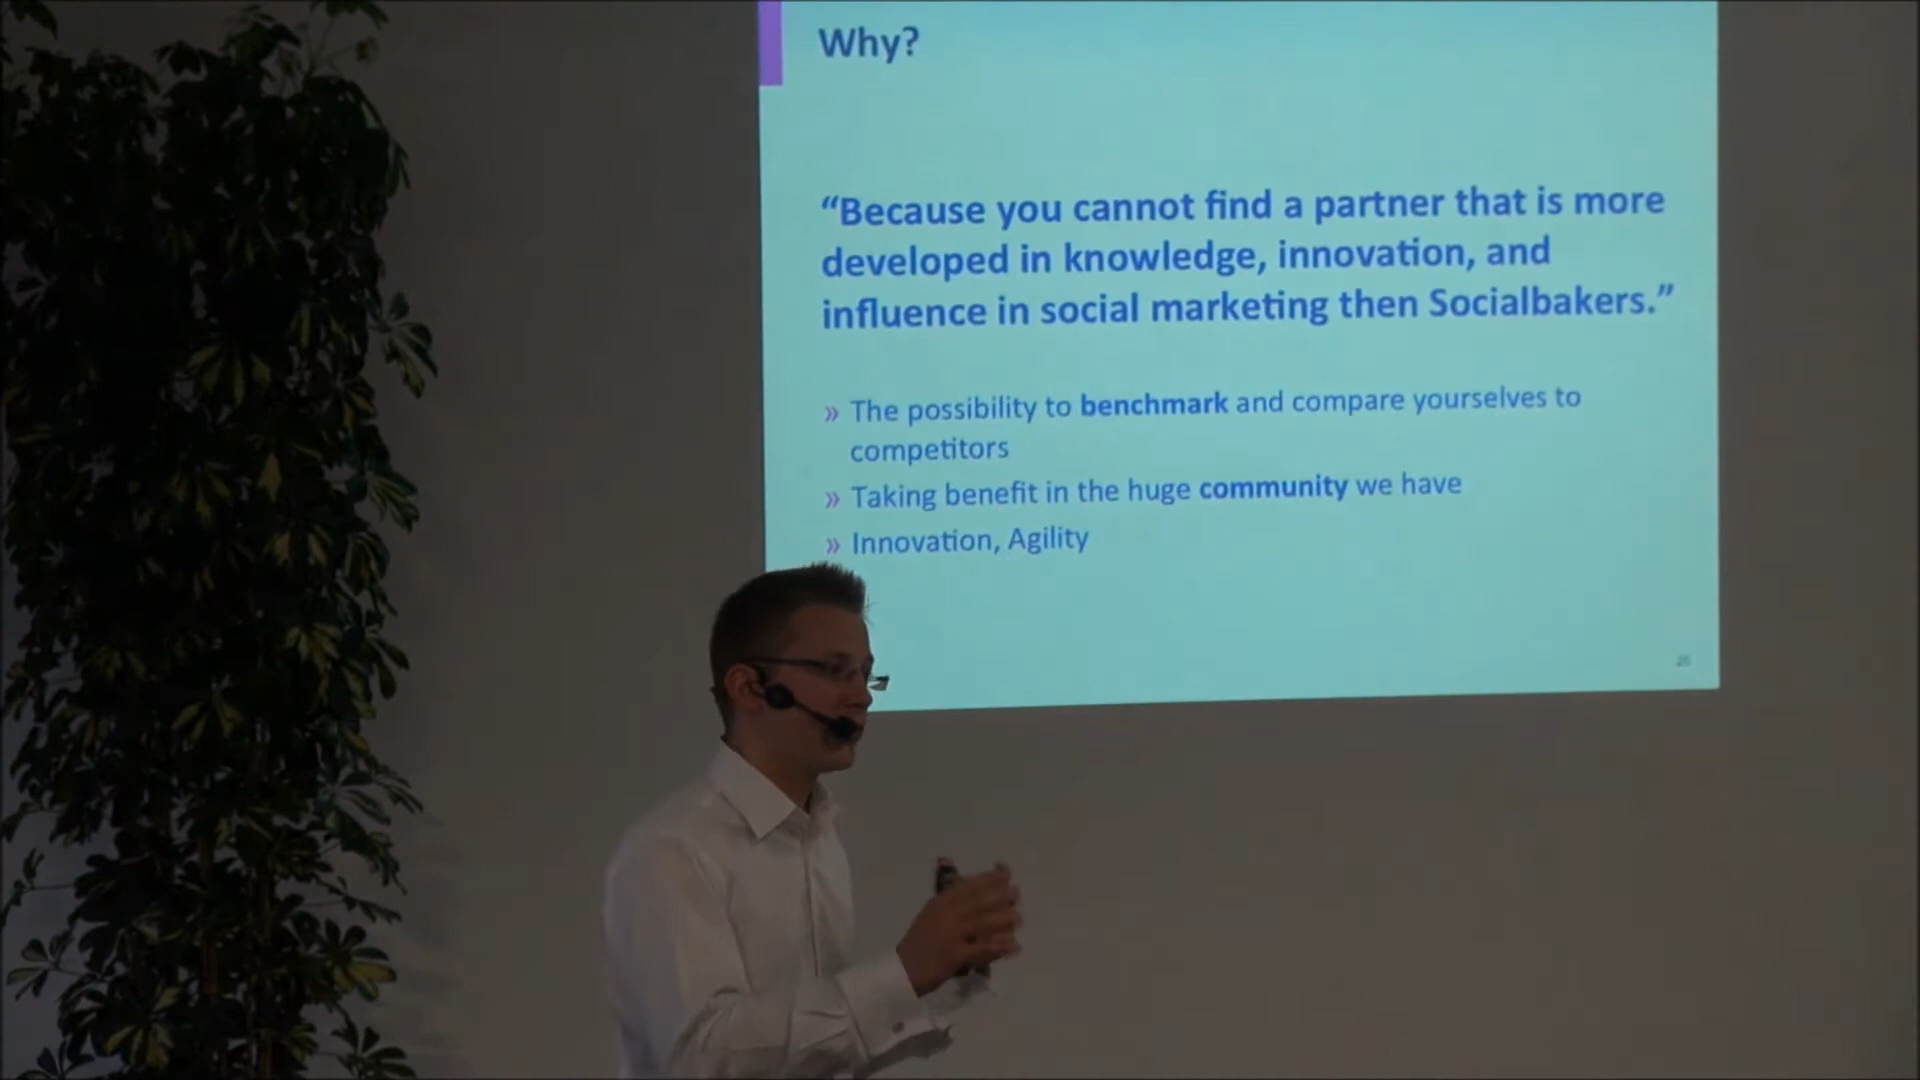 Why?
“Because you cannot find a partner that is more
developed in knowledge, innovation, and
influence in social marketing then Socialbakers.”
» The possibility to benchmark and compare yourselves to
competitors
» Taking benefit in the huge community we have
» Innovation, Agility